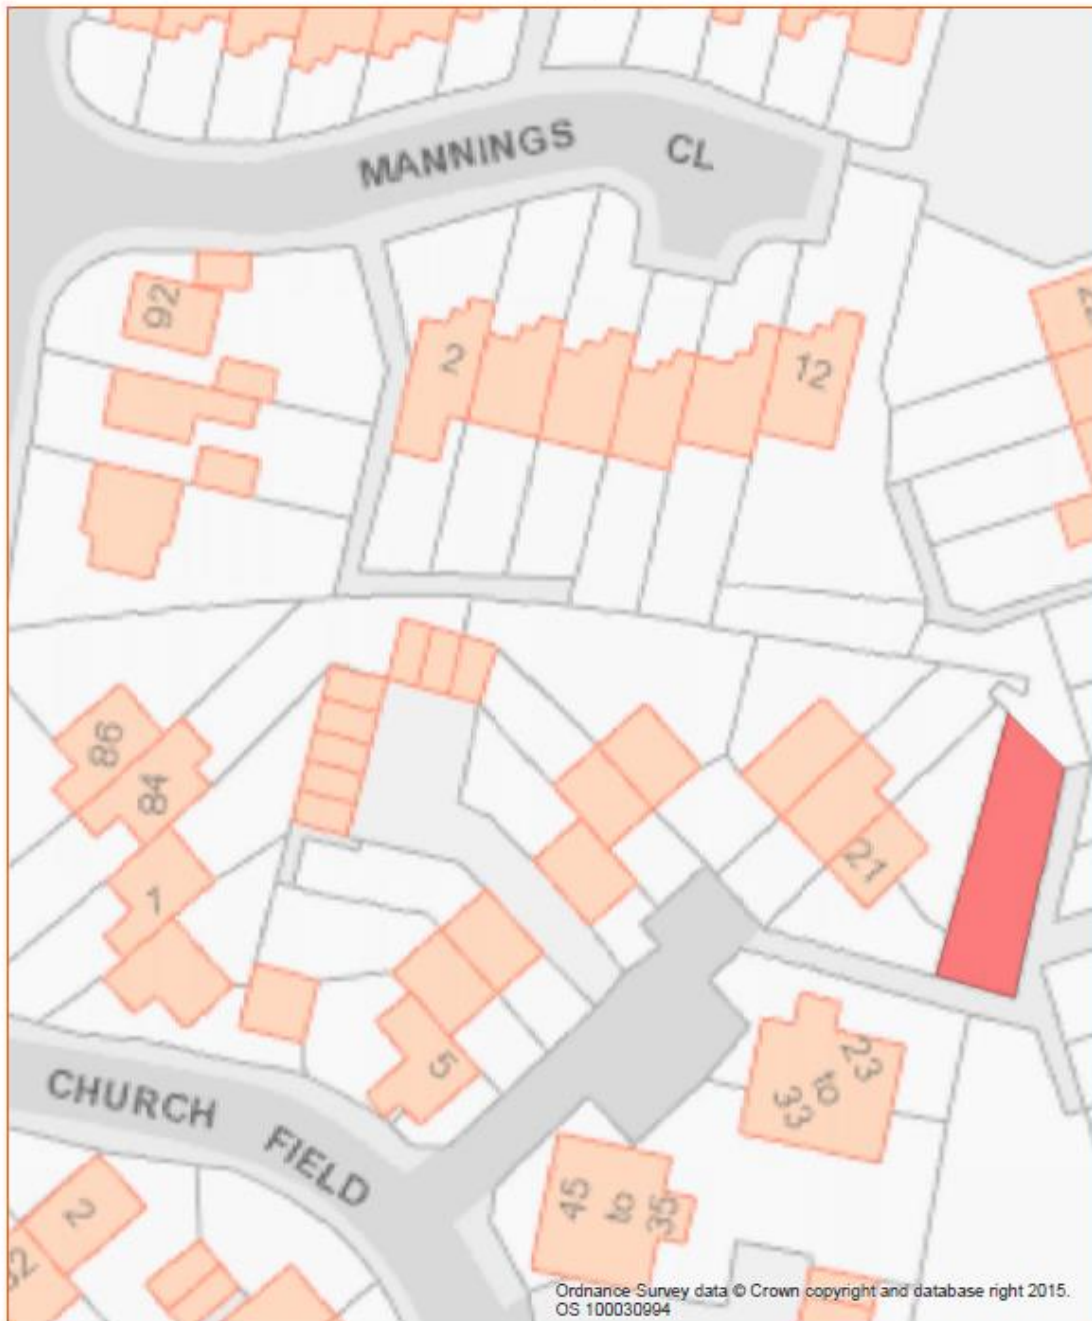 MANNINGS CL
92
2
12
86
84
1
21
5
23
to
33
CHURCH FIELD
45
to
35
2
Ordnance Survey data © Crown copyright and database right 2015.
OS 100030994